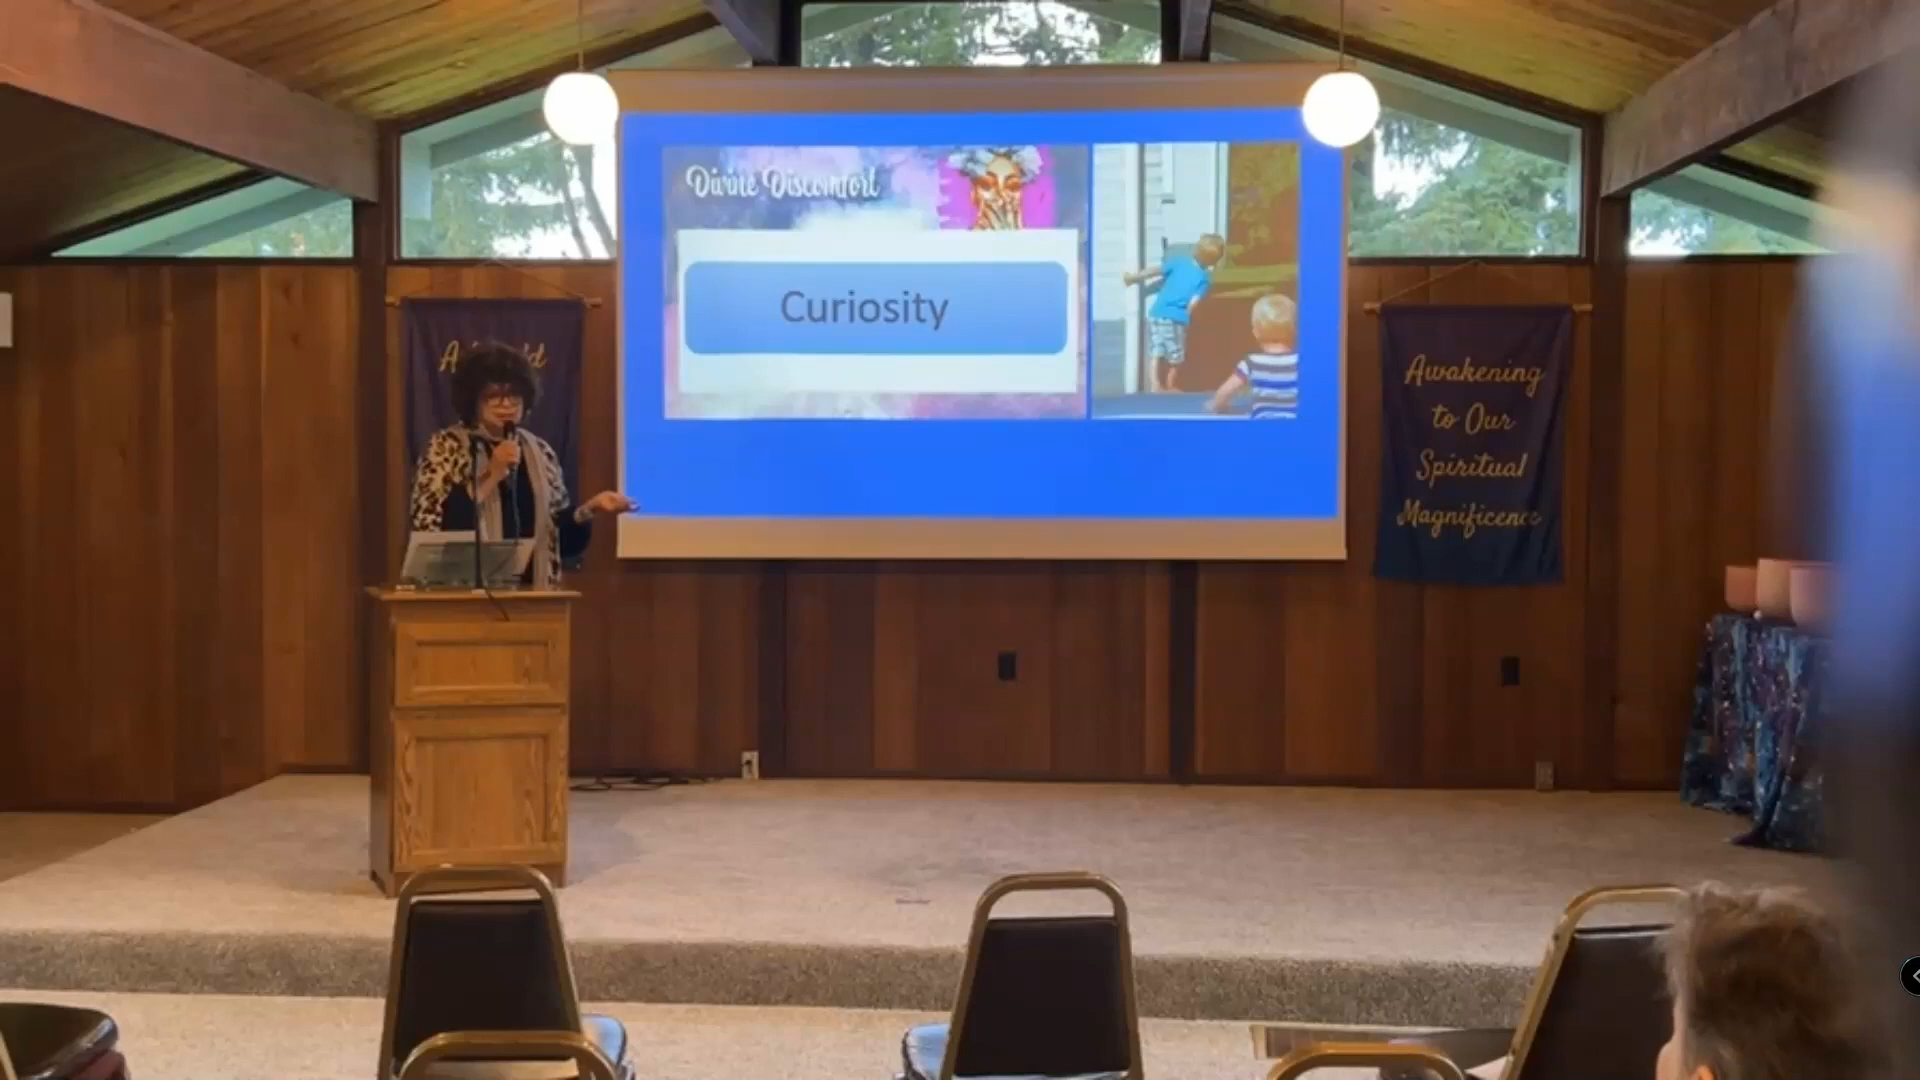 Divine Discomfort
Curiosity
Awakening
to Our
Spiritual
Magnificence